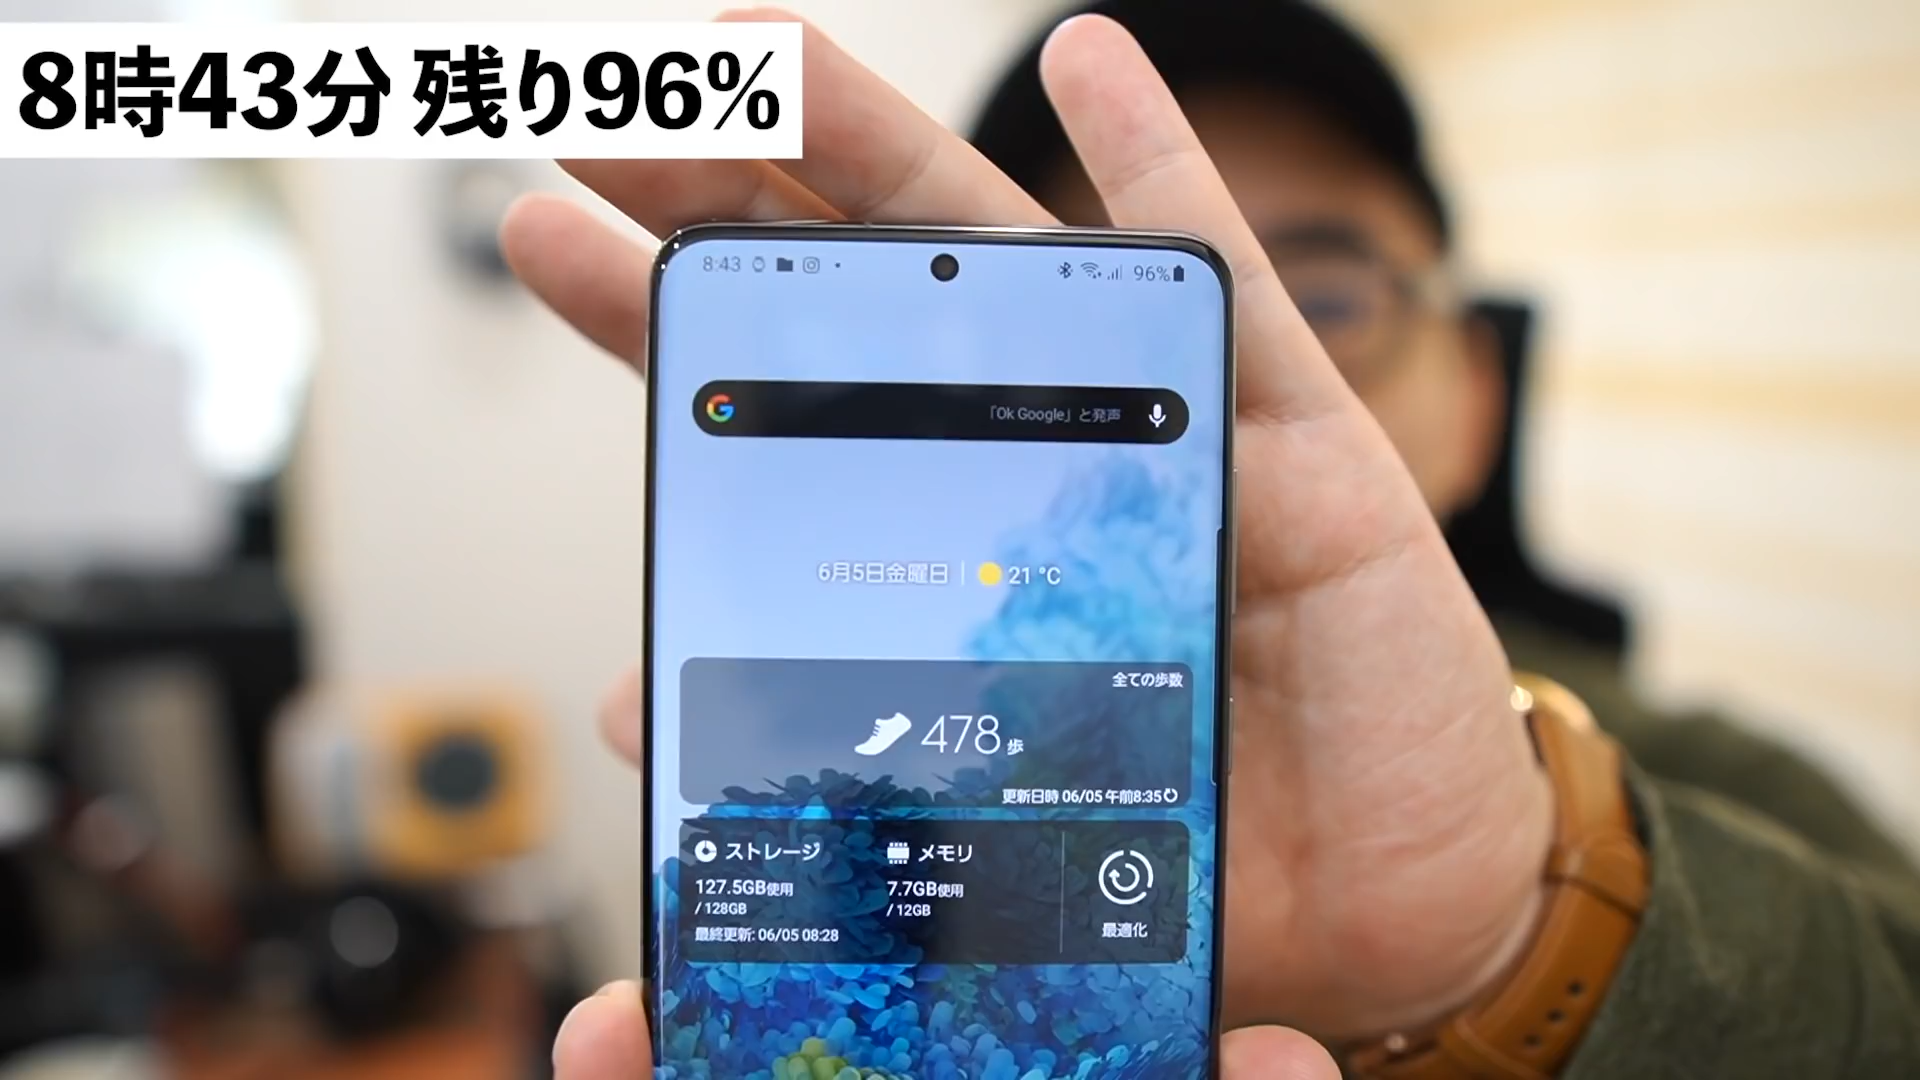 8時43分 残り96%
8:43 96%
「Ok Google」と発声
6月5日金曜日 | 21 °C
全ての歩数
478 歩
更新日時 06/05 午前8:35
ストレージ メモリ
127.5GB使用 7.7GB使用
/ 128GB / 12GB
最終更新: 06/05 08:28
最適化